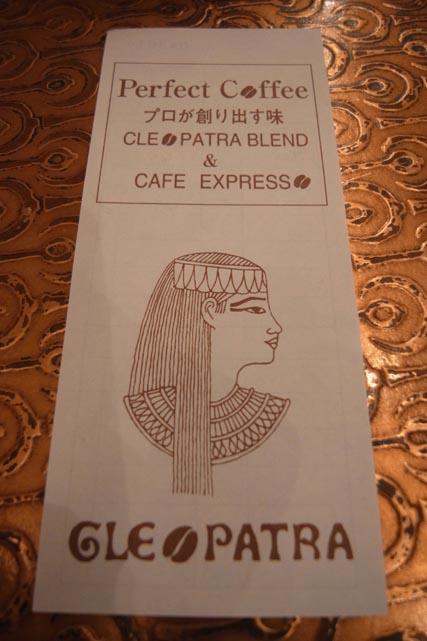 Perfect Coffee
プロが創り出す味
CLEOPATRA BLEND
&
CAFE EXPRESSO
CLEOPATRA